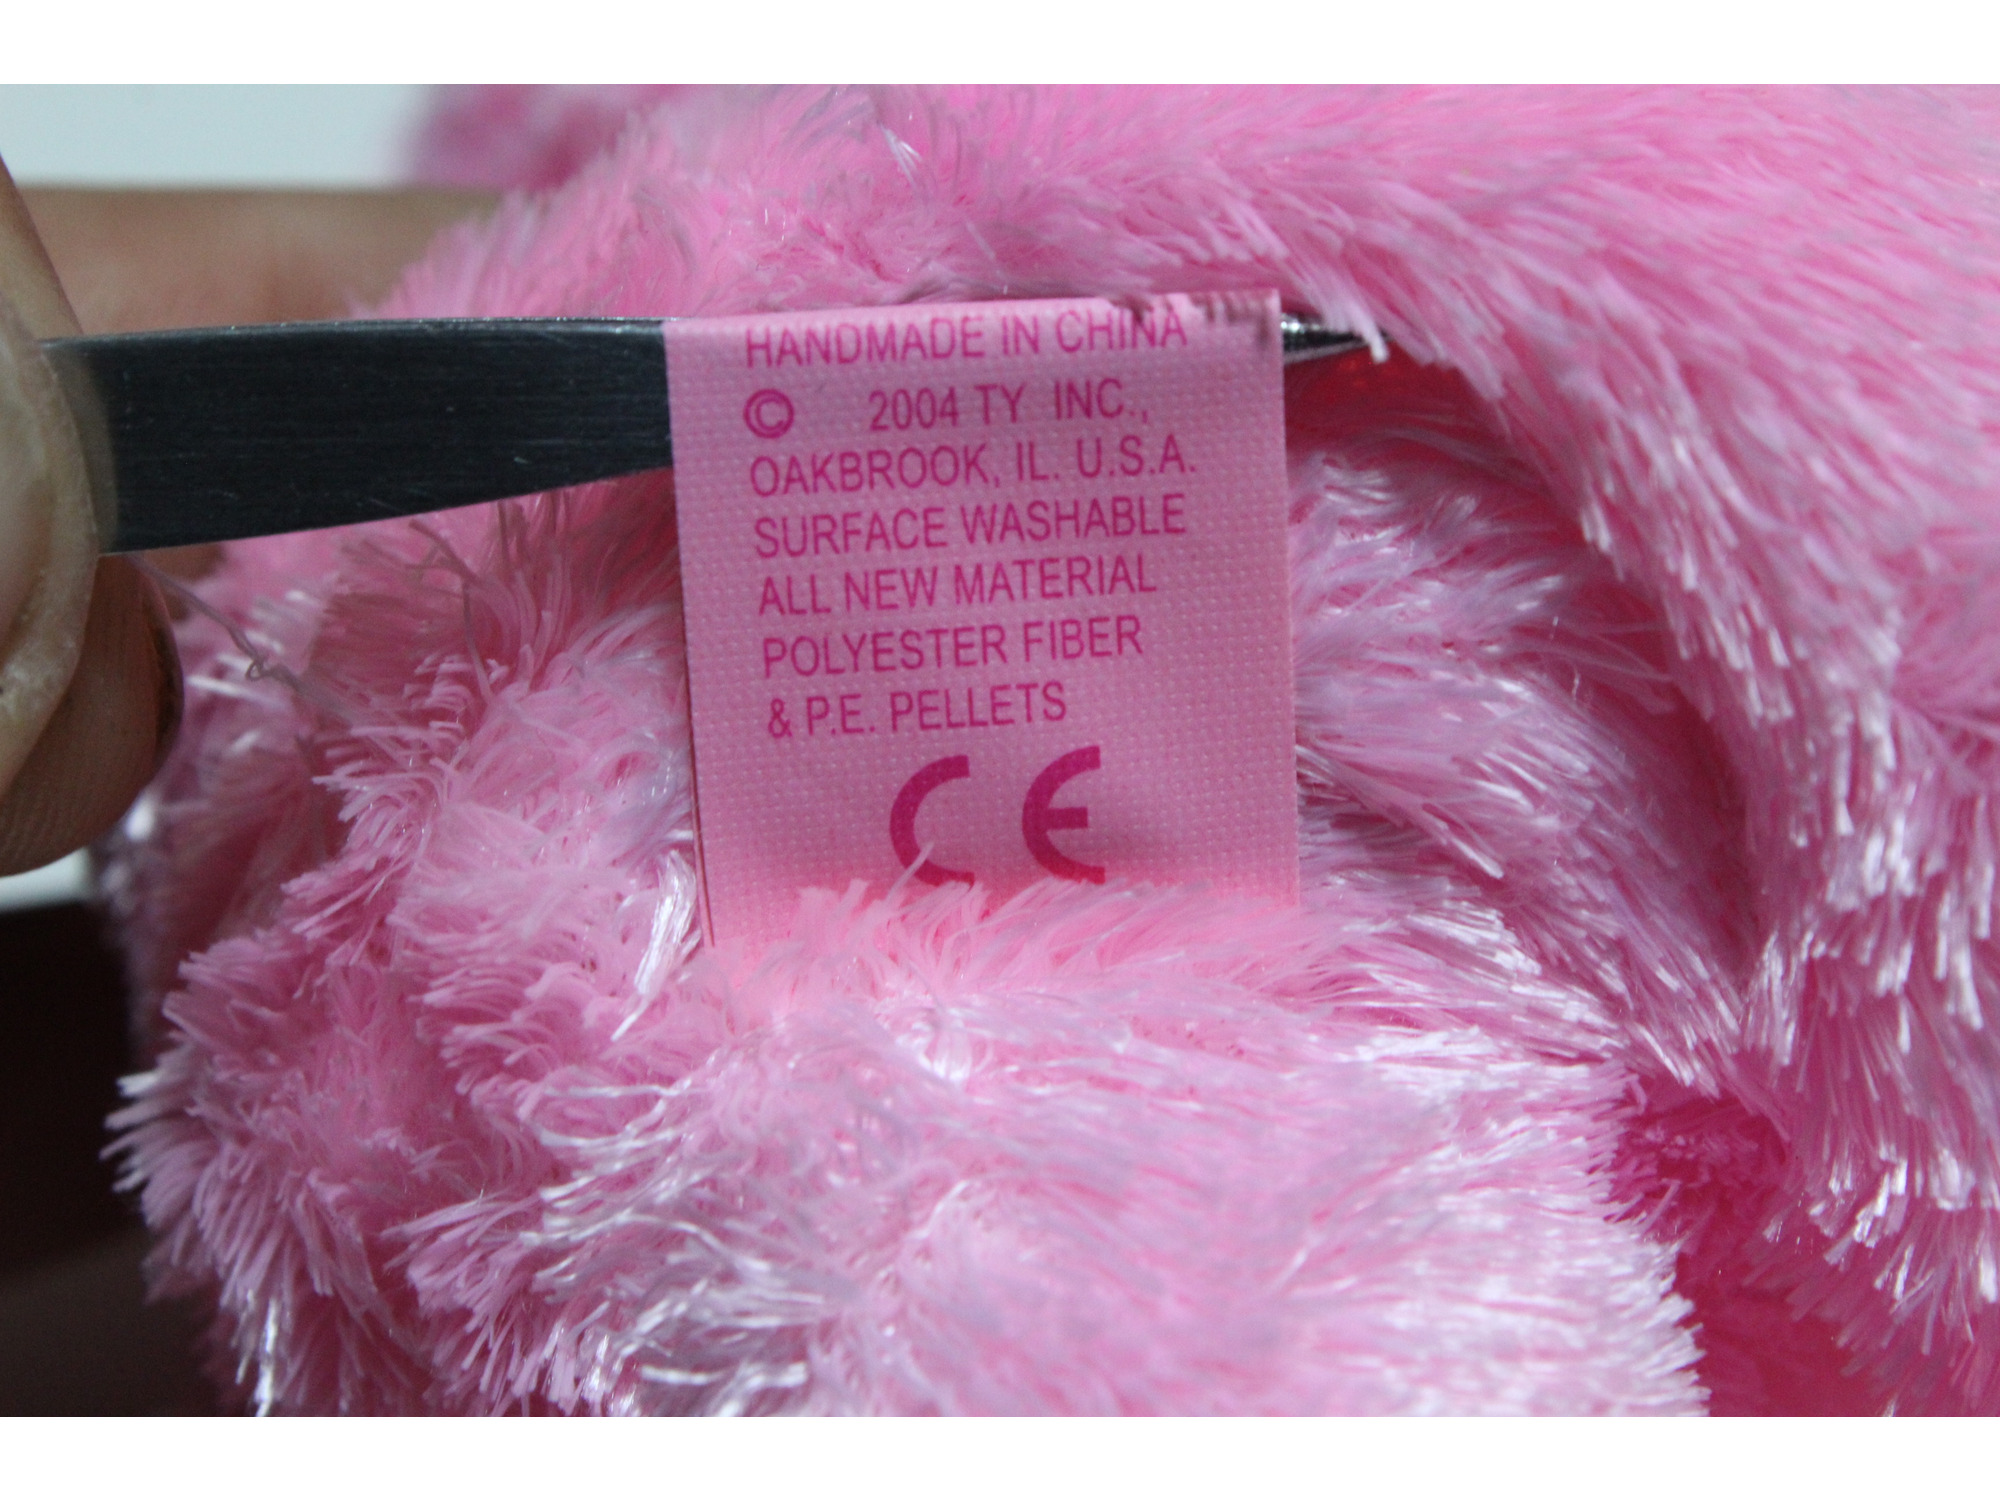 HANDMADE IN CHINA
© 2004 TY INC.,
OAKBROOK, IL. U.S.A.
SURFACE WASHABLE
ALL NEW MATERIAL
POLYESTER FIBER
& P.E. PELLETS
CE